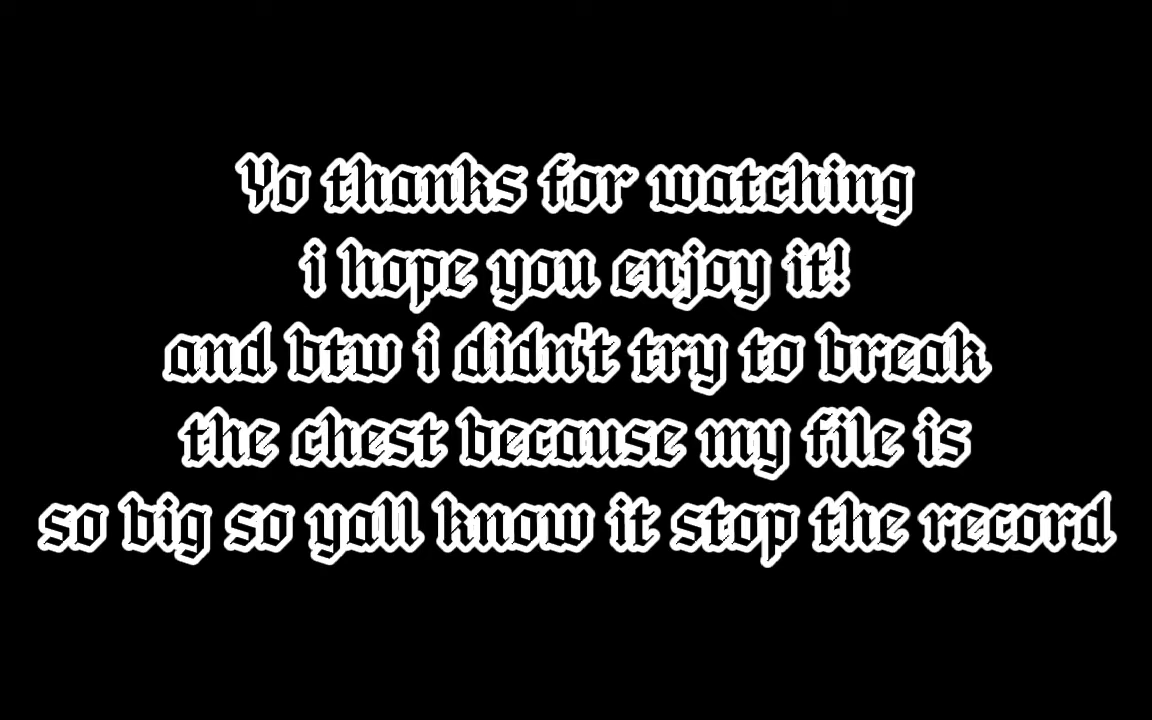 Yo thanks for watching
i hope you enjoy it!
and btw i didn't try to break
the chest because my file is
so big so yall know it stop the record